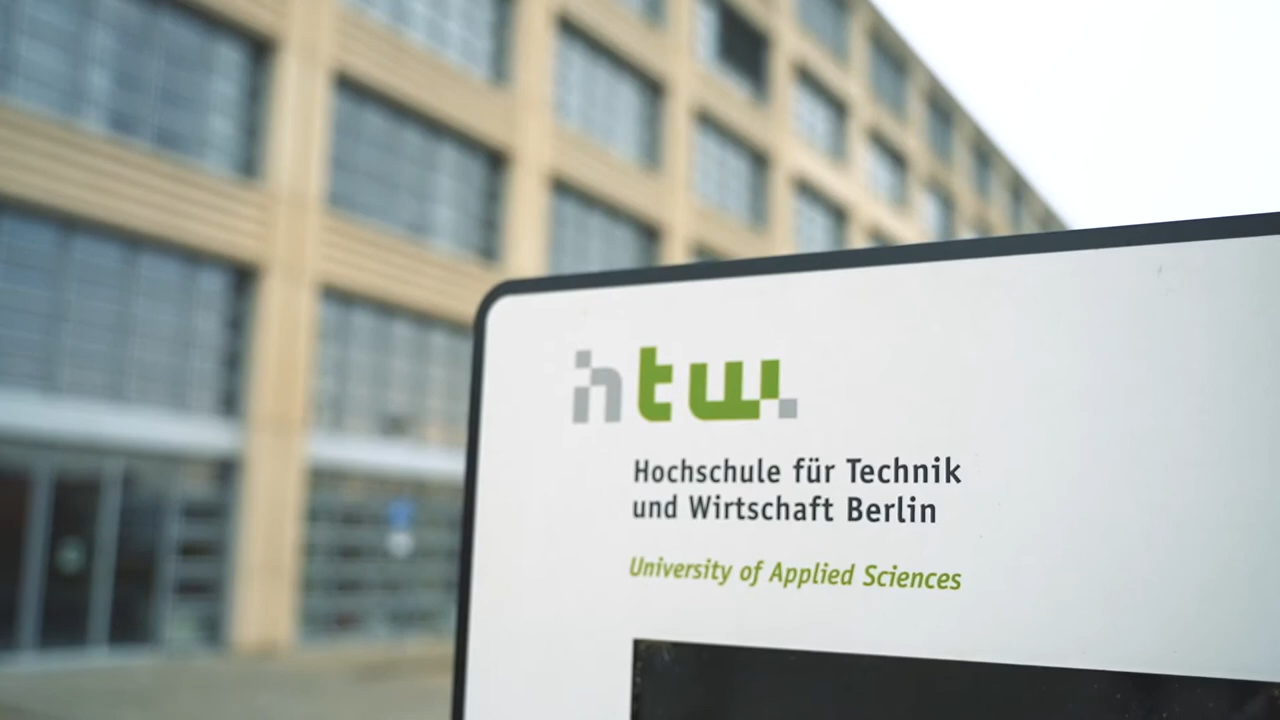 htw.
Hochschule für Technik
und Wirtschaft Berlin
University of Applied Sciences